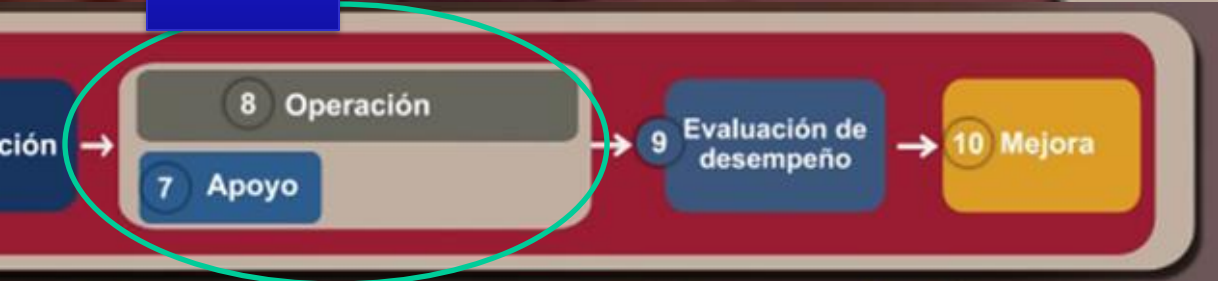 ción
8 Operación
7 Apoyo
9 Evaluación de
desempeño
10 Mejora